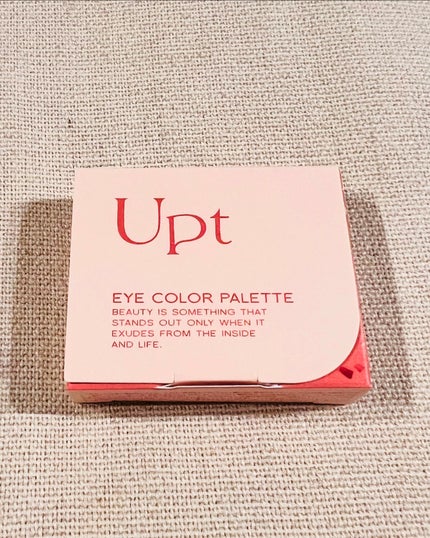 Upt
EYE COLOR PALETTE
BEAUTY IS SOMETHING THAT
STANDS OUT ONLY WHEN IT
EXUDES FROM THE INSIDE
AND LIFE.